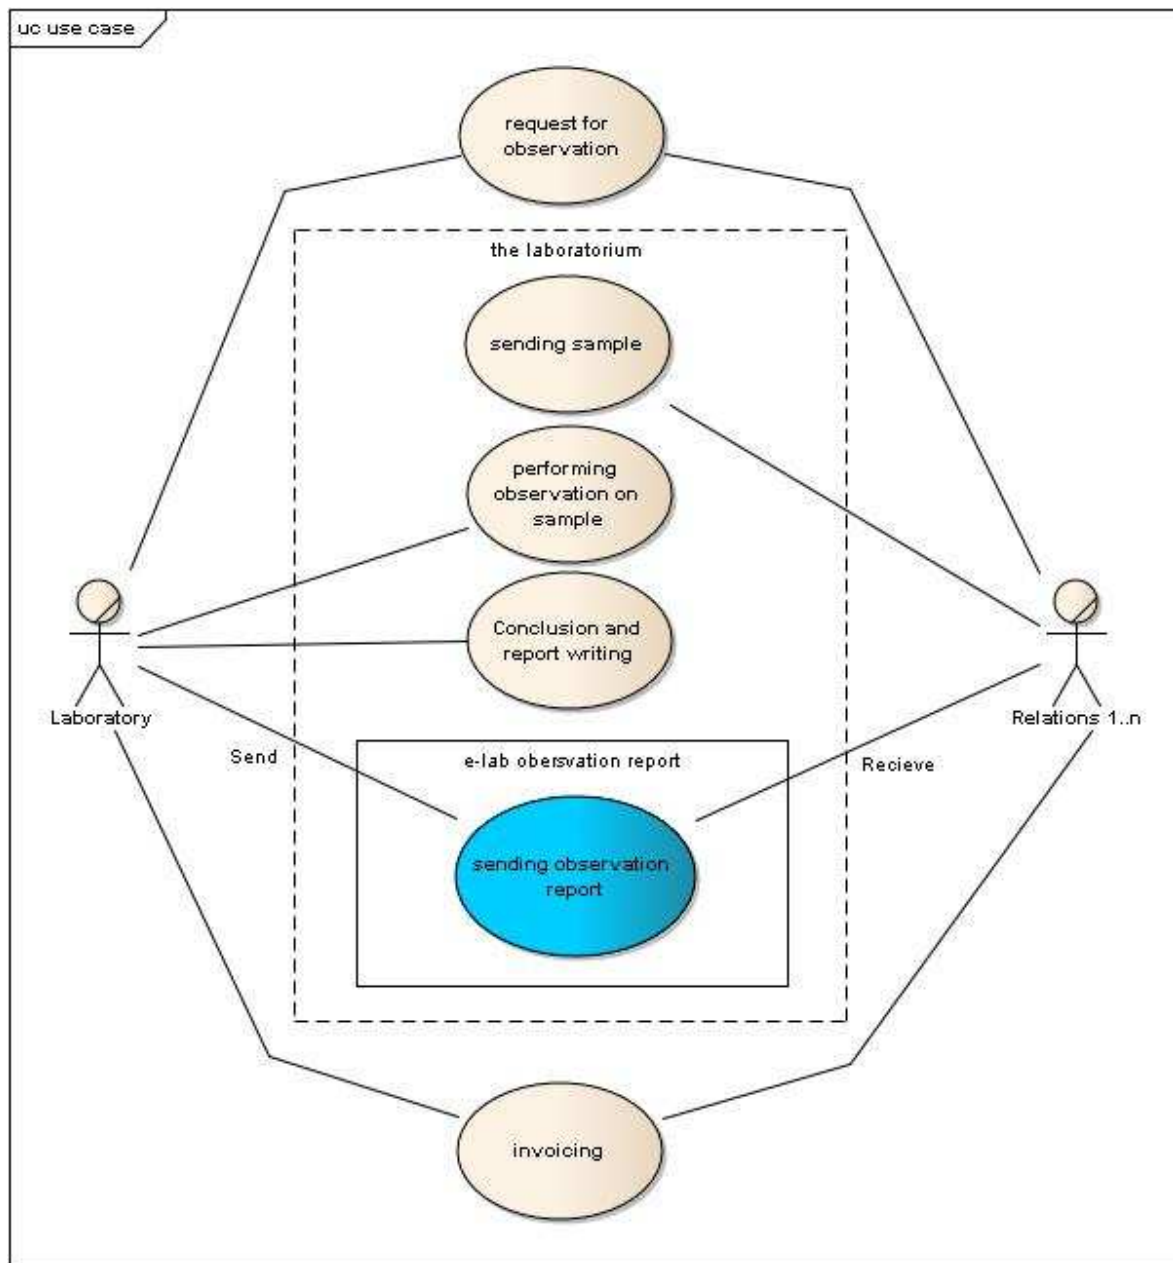 uc use case
request for
observation
the laboratorium
sending sample
performing
observation on
sample
Conclusion and
report writing
Laboratory
Relations 1..n
Send
e-lab obersvation report
Recieve
sending observation
report
invoicing